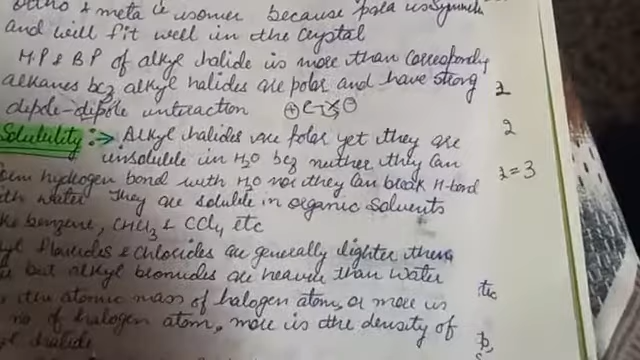 ortho & meta isomer because para is symm
and will fit well in the crystal
M.P & BP of alkyl halide is more than correspondg
alkanes bcz alkyl halides are polar and have strong
dipole-dipole interaction ⊕C-X⊖
Solubility :→ Alkyl halides are polar yet they are
insoluble in H2O bcz neither they can
hydrogen bond with H2O nor they can break H-bond
with water. They are soluble in organic solvents
benzene, CHCl3 & CCl4 etc
fluorides & chlorides are generally lighter than
but alkyl bromides are heavier than water
the atomic mass of halogen atom, or more is
no of halogen atom, more is the density of
halide
2
= 3